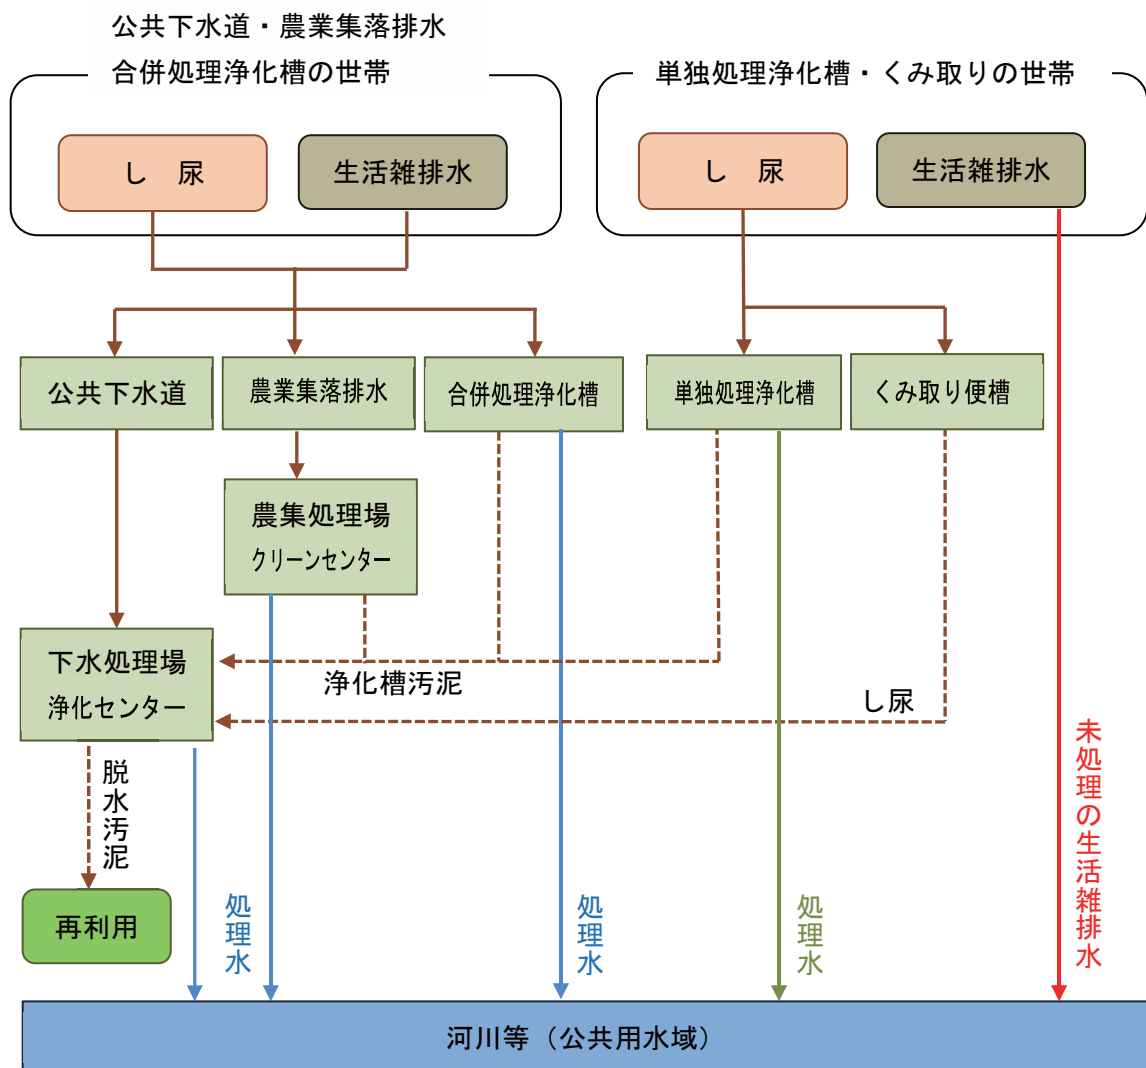 公共下水道・農業集落排水
合併処理浄化槽の世帯
単独処理浄化槽・くみ取りの世帯
し　尿
生活雑排水
し　尿
生活雑排水
公共下水道
農業集落排水
合併処理浄化槽
単独処理浄化槽
くみ取り便槽
農集処理場
クリーンセンター
下水処理場
浄化センター
浄化槽汚泥
し尿
脱水汚泥
未処理の生活雑排水
再利用
処理水
処理水
処理水
河川等（公共用水域）